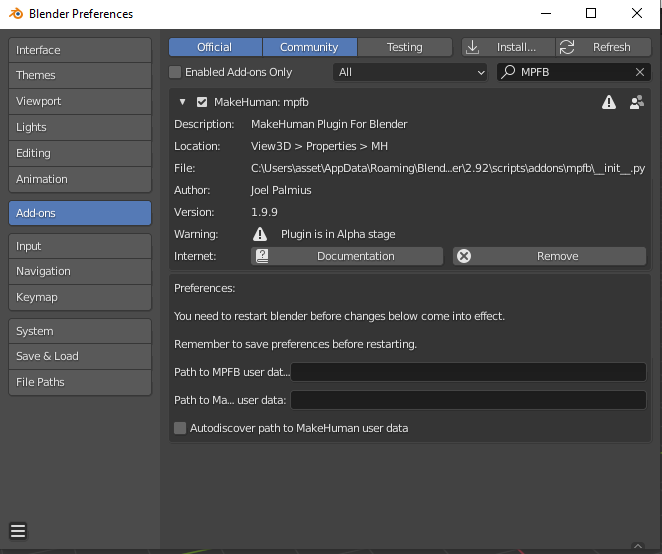 Blender Preferences
Interface
Themes
Viewport
Lights
Editing
Animation
Add-ons
Input
Navigation
Keymap
System
Save & Load
File Paths
Official Community Testing Install... Refresh
Enabled Add-ons Only All MPFB
MakeHuman: mpfb
Description: MakeHuman Plugin For Blender
Location: View3D > Properties > MH
File: C:\Users\asset\AppData\Roaming\Blend...er\2.92\scripts\addons\mpfb\__init__.py
Author: Joel Palmius
Version: 1.9.9
Warning: Plugin is in Alpha stage
Internet: Documentation Remove
Preferences:
You need to restart blender before changes below come into effect.
Remember to save preferences before restarting.
Path to MPFB user dat...
Path to Ma... user data:
Autodiscover path to MakeHuman user data